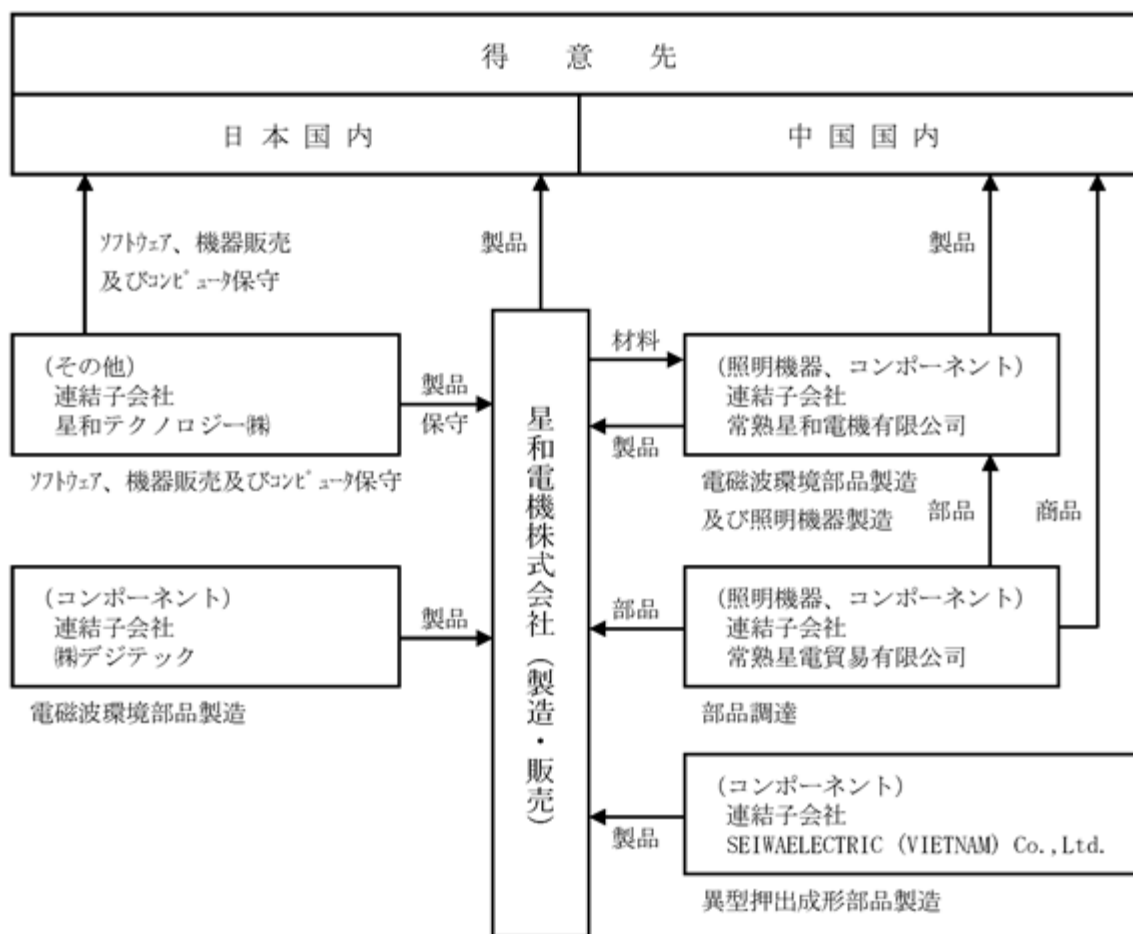 得意先
日本国内
中国国内
ｿﾌﾄｳｪｱ、機器販売
及びｺﾝﾋﾟｭｰﾀ保守
製品
製品
(その他)
連結子会社
星和テクノロジー㈱
ｿﾌﾄｳｪｱ、機器販売及びｺﾝﾋﾟｭｰﾀ保守
製品
保守
星和電機株式会社(製造・販売)
材料
製品
(照明機器、コンポーネント)
連結子会社
常熟星和電機有限公司
電磁波環境部品製造
及び照明機器製造
部品
商品
(コンポーネント)
連結子会社
㈱デジテック
電磁波環境部品製造
製品
部品
(照明機器、コンポーネント)
連結子会社
常熟星電貿易有限公司
部品調達
製品
(コンポーネント)
連結子会社
SEIWAELECTRIC (VIETNAM) Co.,Ltd.
異型押出成形部品製造